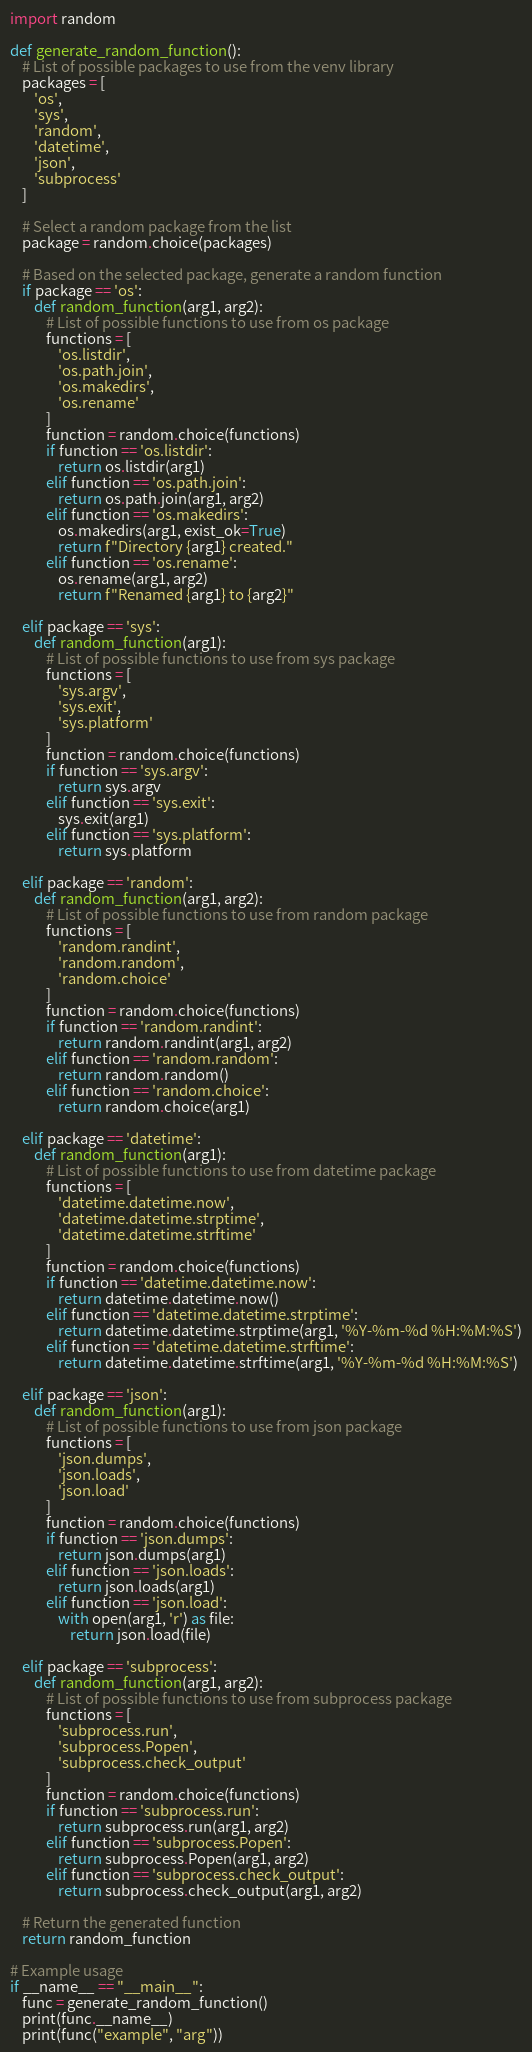 import random

def generate_random_function():
    # List of possible packages to use from the venv library
    packages = [
        'os',
        'sys',
        'random',
        'datetime',
        'json',
        'subprocess'
    ]

    # Select a random package from the list
    package = random.choice(packages)

    # Based on the selected package, generate a random function
    if package == 'os':
        def random_function(arg1, arg2):
            # List of possible functions to use from os package
            functions = [
                'os.listdir',
                'os.path.join',
                'os.makedirs',
                'os.rename'
            ]
            function = random.choice(functions)
            if function == 'os.listdir':
                return os.listdir(arg1)
            elif function == 'os.path.join':
                return os.path.join(arg1, arg2)
            elif function == 'os.makedirs':
                os.makedirs(arg1, exist_ok=True)
                return f"Directory {arg1} created."
            elif function == 'os.rename':
                os.rename(arg1, arg2)
                return f"Renamed {arg1} to {arg2}"

    elif package == 'sys':
        def random_function(arg1):
            # List of possible functions to use from sys package
            functions = [
                'sys.argv',
                'sys.exit',
                'sys.platform'
            ]
            function = random.choice(functions)
            if function == 'sys.argv':
                return sys.argv
            elif function == 'sys.exit':
                sys.exit(arg1)
            elif function == 'sys.platform':
                return sys.platform

    elif package == 'random':
        def random_function(arg1, arg2):
            # List of possible functions to use from random package
            functions = [
                'random.randint',
                'random.random',
                'random.choice'
            ]
            function = random.choice(functions)
            if function == 'random.randint':
                return random.randint(arg1, arg2)
            elif function == 'random.random':
                return random.random()
            elif function == 'random.choice':
                return random.choice(arg1)

    elif package == 'datetime':
        def random_function(arg1):
            # List of possible functions to use from datetime package
            functions = [
                'datetime.datetime.now',
                'datetime.datetime.strptime',
                'datetime.datetime.strftime'
            ]
            function = random.choice(functions)
            if function == 'datetime.datetime.now':
                return datetime.datetime.now()
            elif function == 'datetime.datetime.strptime':
                return datetime.datetime.strptime(arg1, '%Y-%m-%d %H:%M:%S')
            elif function == 'datetime.datetime.strftime':
                return datetime.datetime.strftime(arg1, '%Y-%m-%d %H:%M:%S')

    elif package == 'json':
        def random_function(arg1):
            # List of possible functions to use from json package
            functions = [
                'json.dumps',
                'json.loads',
                'json.load'
            ]
            function = random.choice(functions)
            if function == 'json.dumps':
                return json.dumps(arg1)
            elif function == 'json.loads':
                return json.loads(arg1)
            elif function == 'json.load':
                with open(arg1, 'r') as file:
                    return json.load(file)

    elif package == 'subprocess':
        def random_function(arg1, arg2):
            # List of possible functions to use from subprocess package
            functions = [
                'subprocess.run',
                'subprocess.Popen',
                'subprocess.check_output'
            ]
            function = random.choice(functions)
            if function == 'subprocess.run':
                return subprocess.run(arg1, arg2)
            elif function == 'subprocess.Popen':
                return subprocess.Popen(arg1, arg2)
            elif function == 'subprocess.check_output':
                return subprocess.check_output(arg1, arg2)

    # Return the generated function
    return random_function

# Example usage
if __name__ == "__main__":
    func = generate_random_function()
    print(func.__name__)
    print(func("example", "arg"))